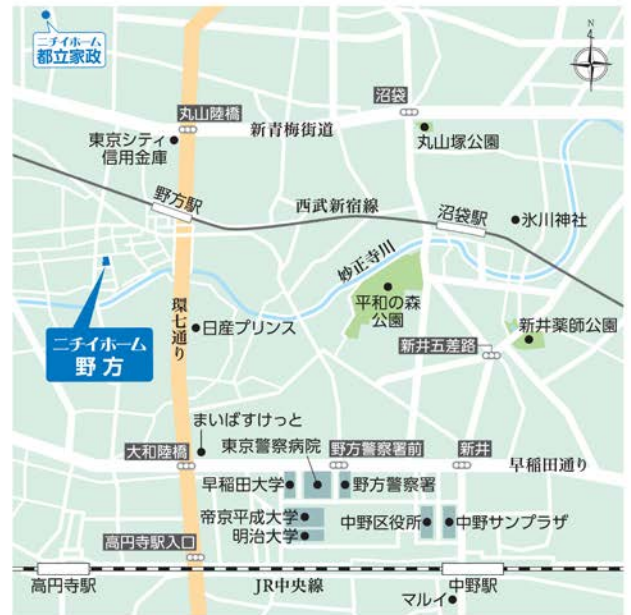 N
ニチイホーム
都立家政
丸山陸橋
沼袋
東京シティ
信用金庫
新青梅街道
丸山塚公園
野方駅
西武新宿線
沼袋駅
氷川神社
妙正寺川
平和の森
公園
環七通り
日産プリンス
新井薬師公園
新井五差路
ニチイホーム
野方
まいばすけっと
大和陸橋
東京警察病院
野方警察署前
新井
早稲田通り
早稲田大学
野方警察署
帝京平成大学
明治大学
中野区役所
中野サンプラザ
高円寺駅入口
高円寺駅
JR中央線
中野駅
マルイ